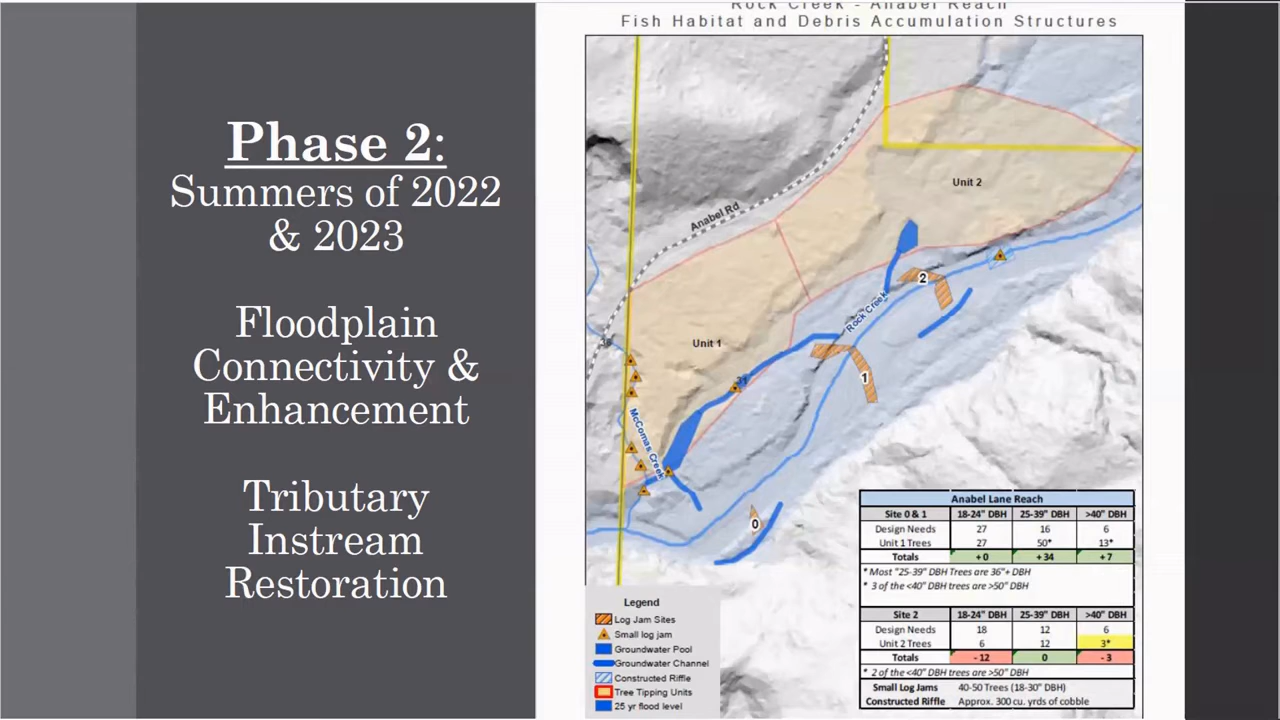 Phase 2:
Summers of 2022
& 2023
Floodplain
Connectivity &
Enhancement
Tributary
Instream
Restoration
Rock Creek - Anabel Reach
Fish Habitat and Debris Accumulation Structures
Unit 2
Anabel Rd
2
Rock Creek
Unit 1
1
McComas Creek
0
Legend
Log Jam Sites
Small log jam
Groundwater Pool
Groundwater Channel
Constructed Riffle
Tree Tipping Units
25 yr flood level
Anabel Lane Reach
Site 0 & 1 18-24" DBH 25-39" DBH >40" DBH
Design Needs 27 16 6
Unit 1 Trees 27 50* 13*
Totals + 0 + 34 + 7
* Most "25-39" DBH Trees are 36"+ DBH
* 3 of the <40" DBH trees are >50" DBH
Site 2 18-24" DBH 25-39" DBH >40" DBH
Design Needs 18 12 6
Unit 2 Trees 6 12 3*
Totals - 12 0 - 3
* 2 of the <40" DBH trees are >50" DBH
Small Log Jams 40-50 Trees (18-30" DBH)
Constructed Riffle Approx. 300 cu. yrds of cobble